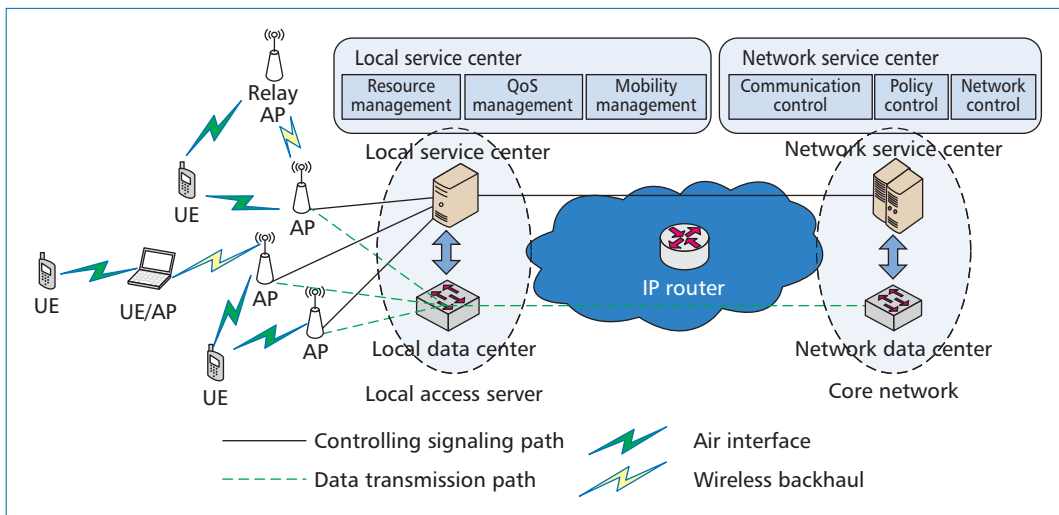 Local service center
Resource
management
QoS
management
Mobility
management
Network service center
Communication
control
Policy
control
Network
control
Relay
AP
Local service center
Network service center
UE
AP
UE
UE/AP
AP
IP router
UE
AP
Local data center
Network data center
Local access server
Core network
Controlling signaling path
Air interface
Data transmission path
Wireless backhaul